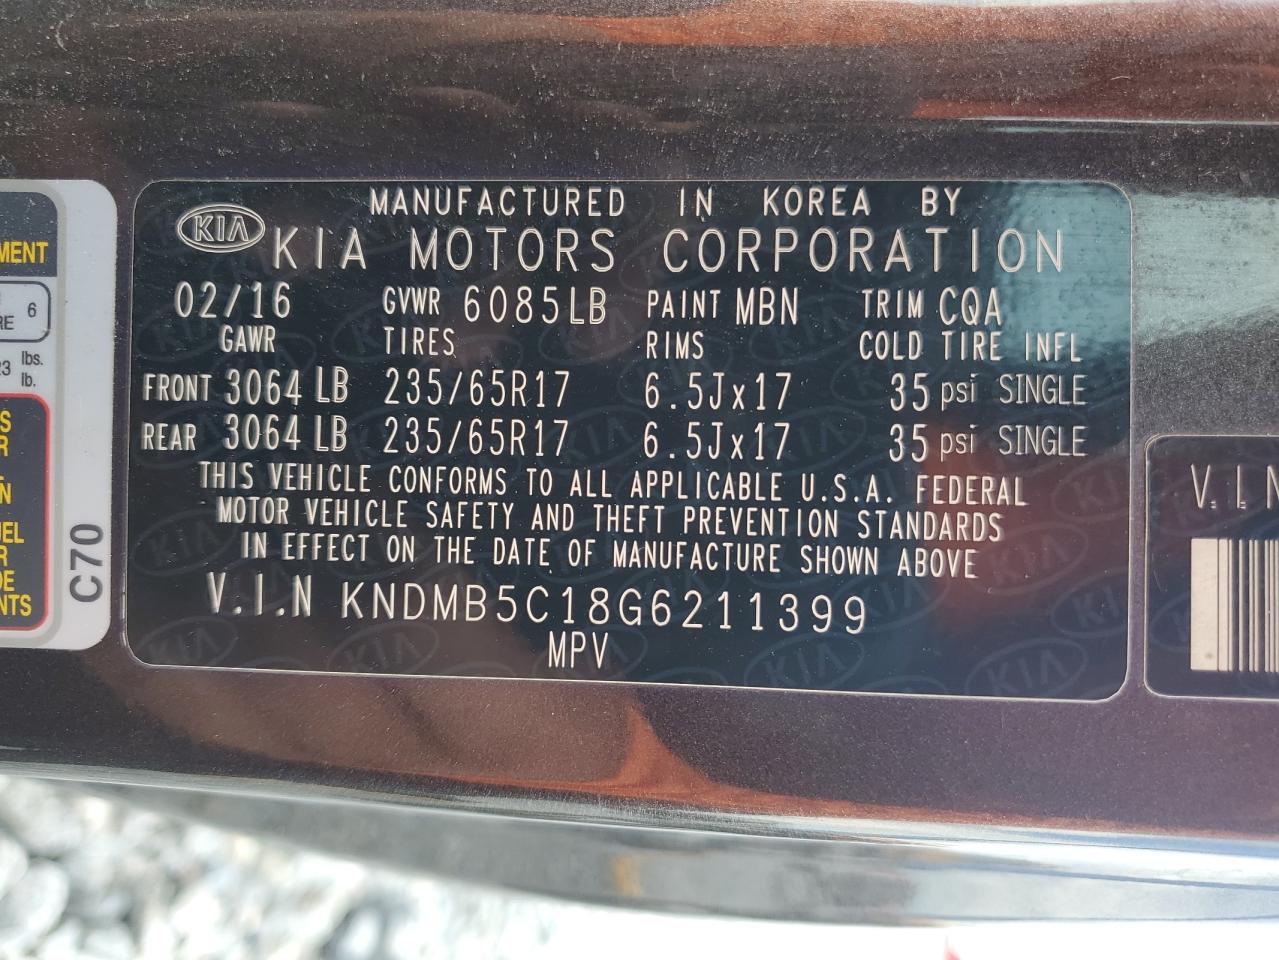 MANUFACTURED IN KOREA BY
KIA KIA MOTORS CORPORATION
02/16 GVWR 6085LB PAINT MBN TRIM CQA
GAWR TIRES RIMS COLD TIRE INFL
FRONT 3064 LB 235/65R17 6.5Jx17 35 psi SINGLE
REAR 3064 LB 235/65R17 6.5Jx17 35 psi SINGLE
THIS VEHICLE CONFORMS TO ALL APPLICABLE U.S.A. FEDERAL
MOTOR VEHICLE SAFETY AND THEFT PREVENTION STANDARDS
IN EFFECT ON THE DATE OF MANUFACTURE SHOWN ABOVE
V.I.N KNDMB5C18G6211399
MPV
6
lbs.
lb.
C70
V.I.N